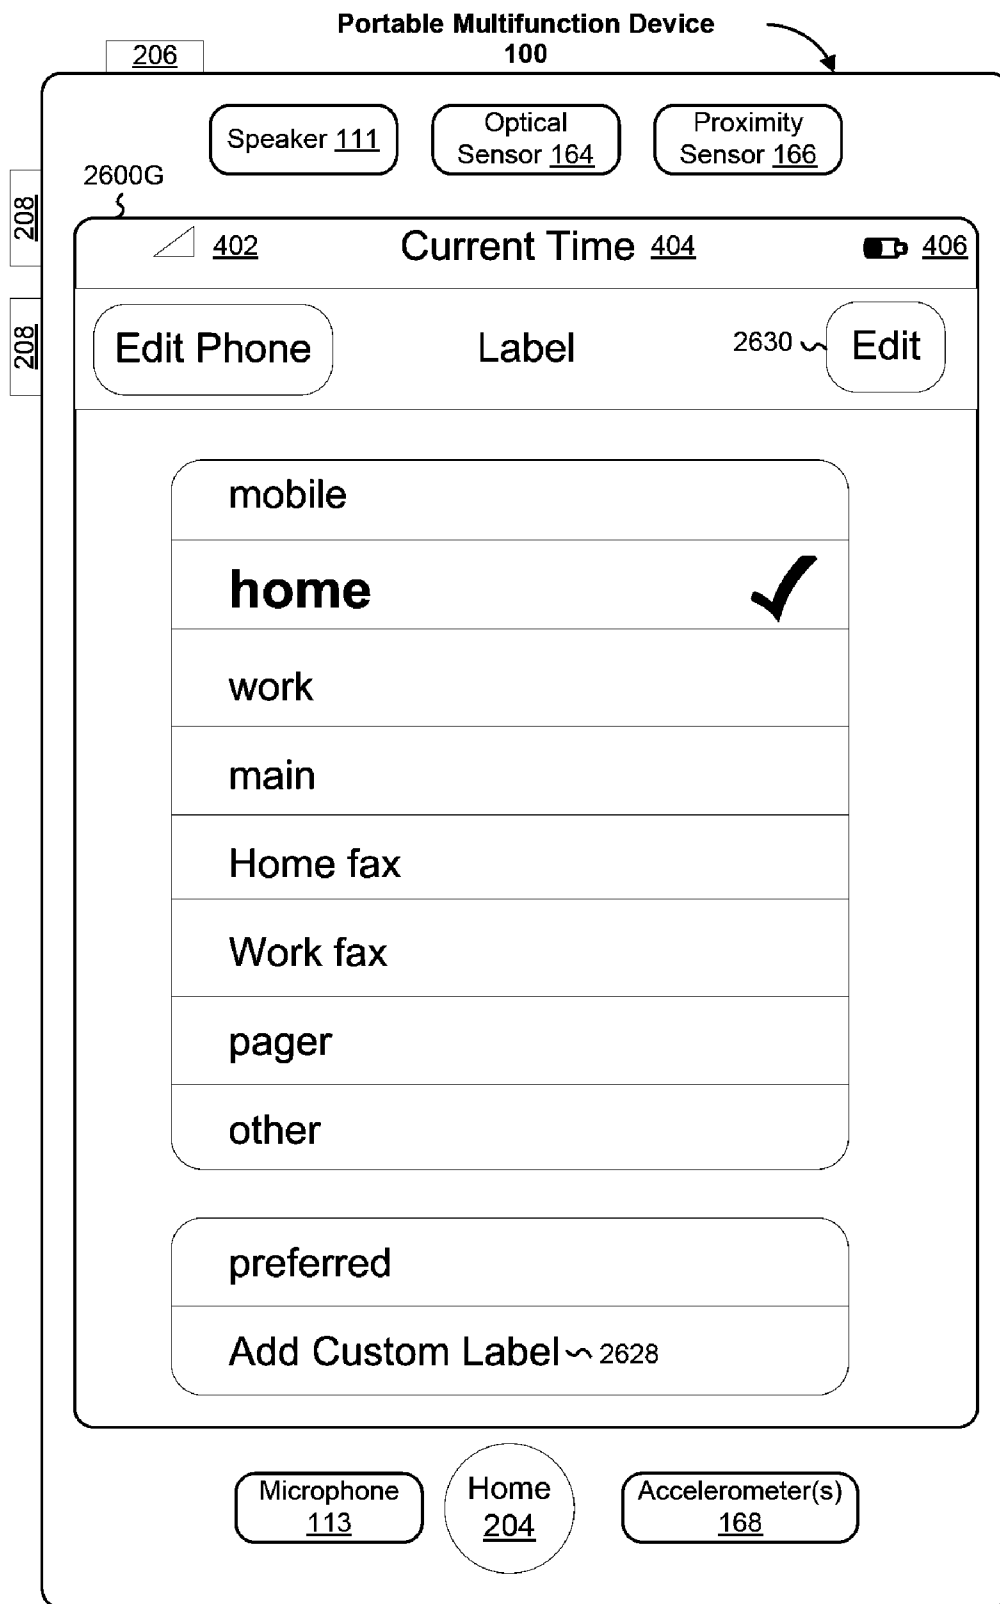 Portable Multifunction Device
100
206
Speaker 111
Optical
Sensor 164
Proximity
Sensor 166
2600G
208
402
Current Time 404
406
208
Edit Phone
Label
2630
Edit
mobile
home
work
main
Home fax
Work fax
pager
other
preferred
Add Custom Label
2628
Microphone
113
Home
204
Accelerometer(s)
168